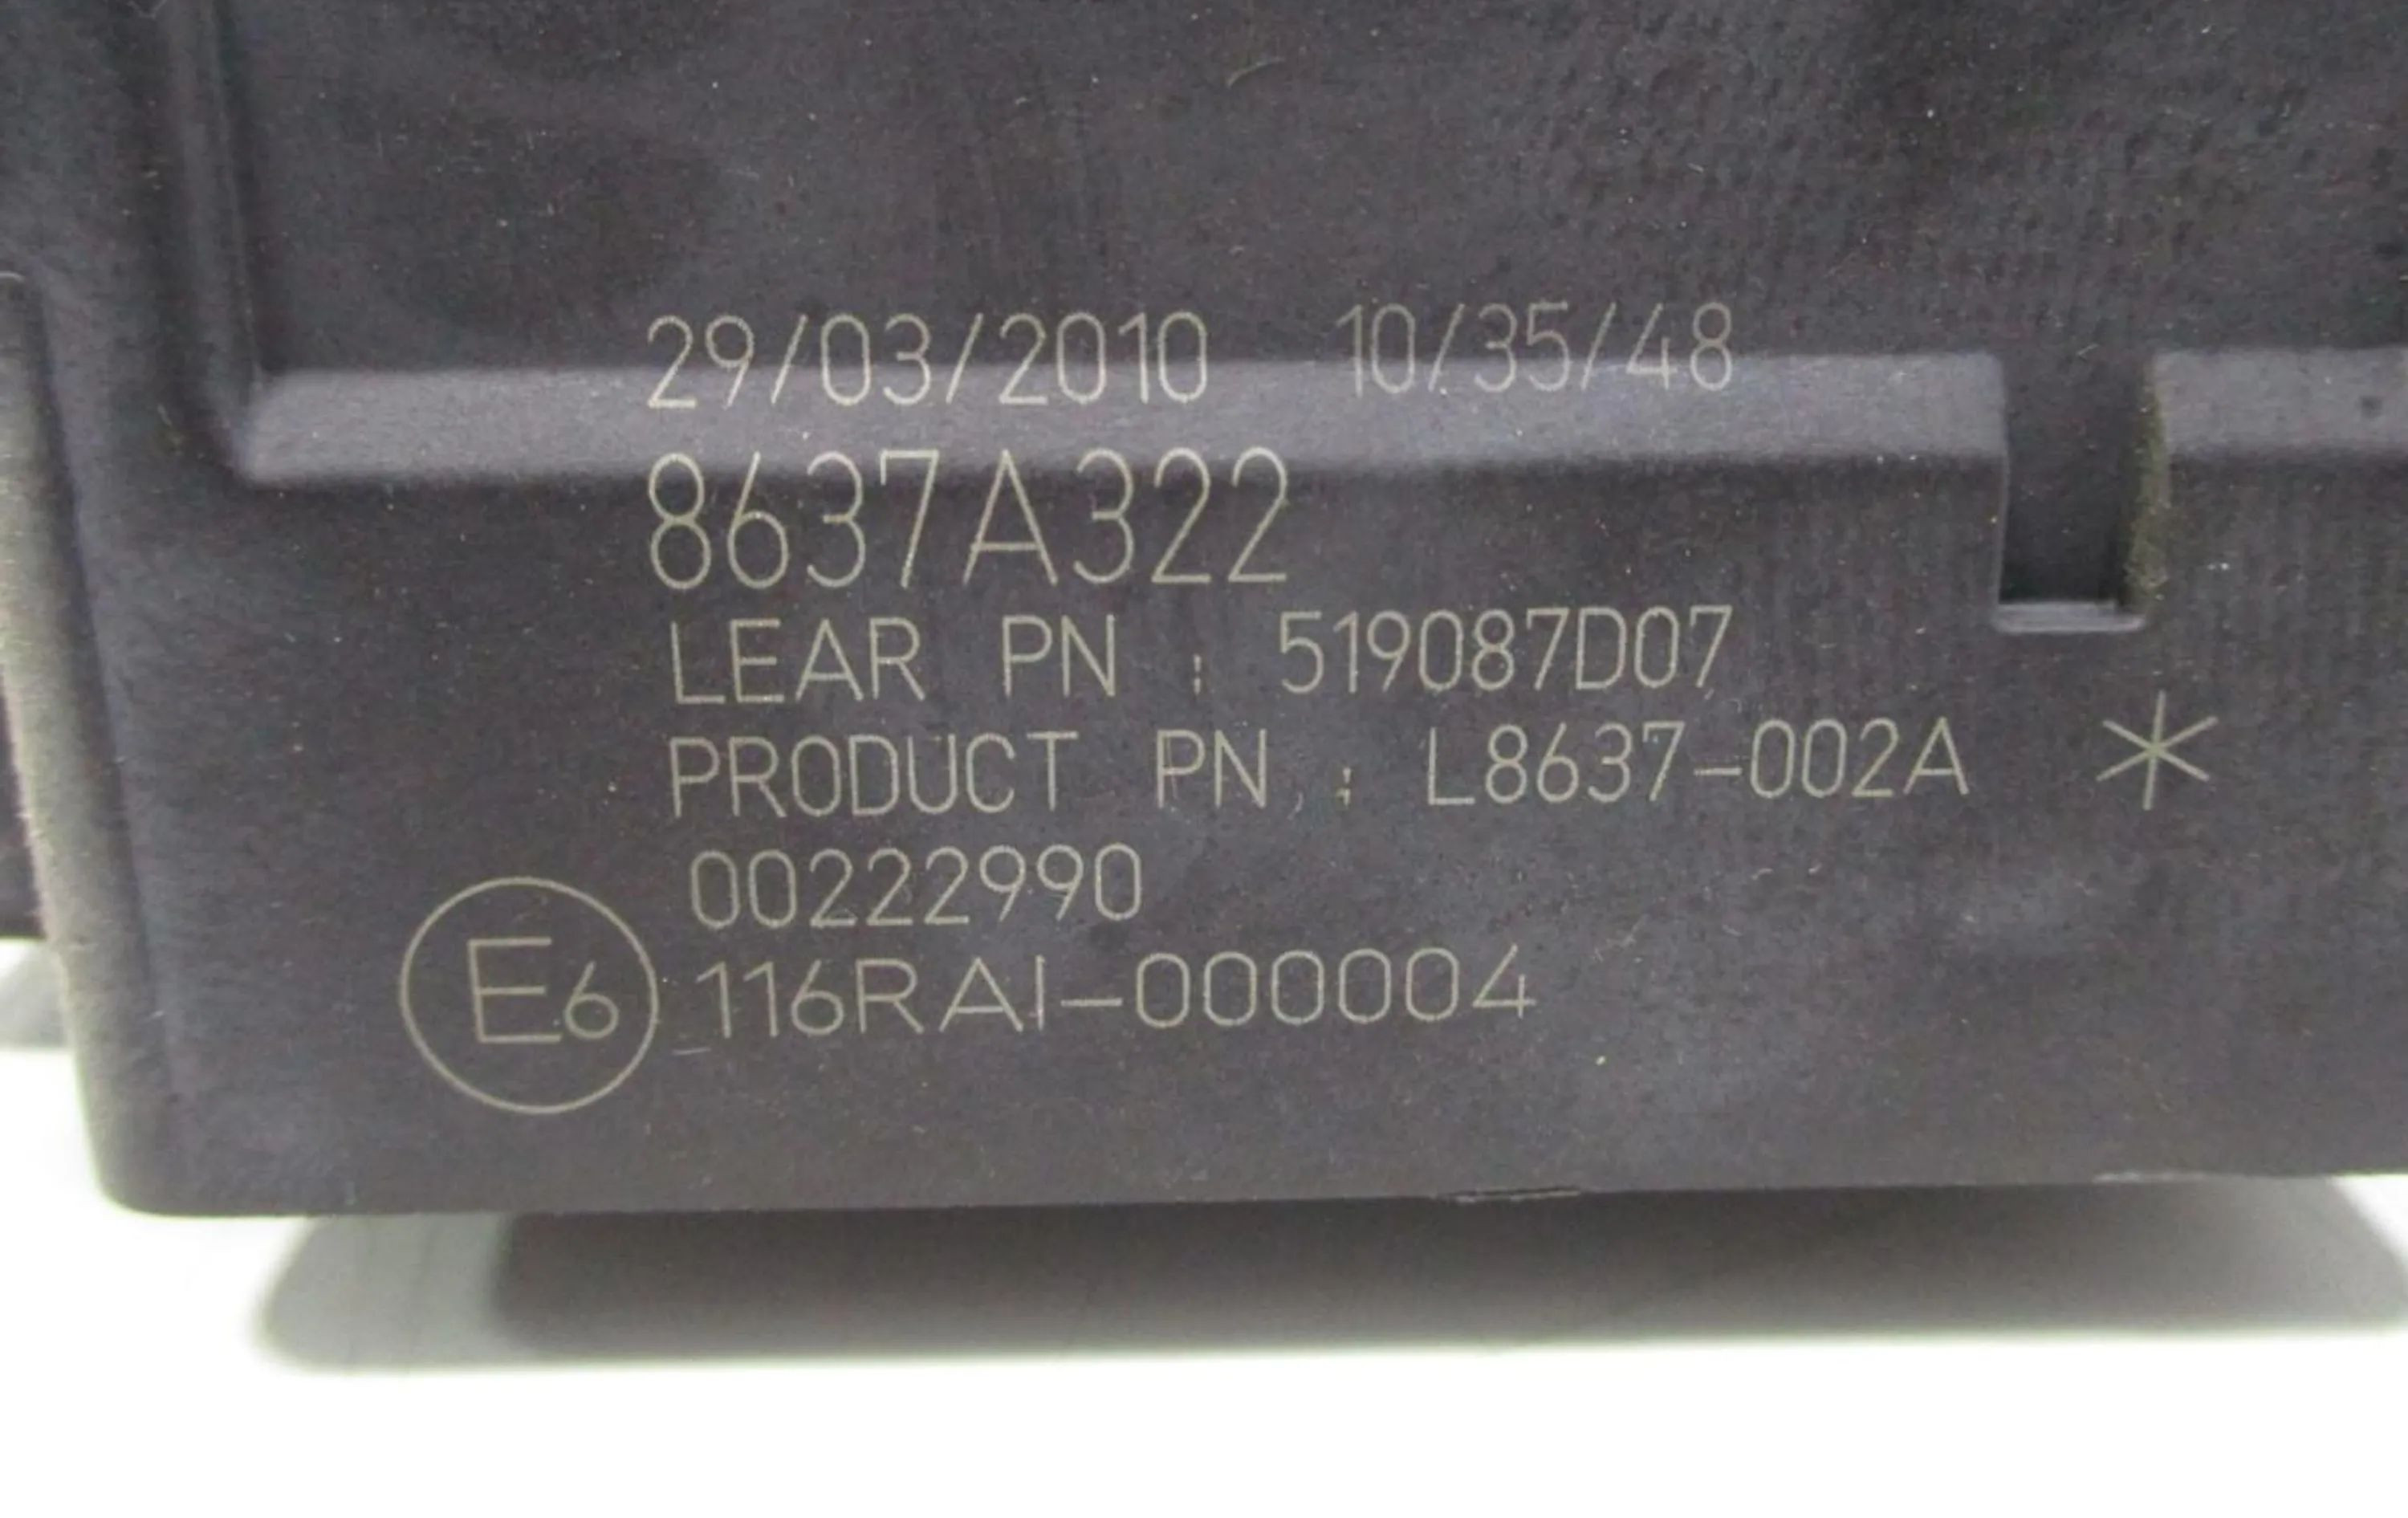 29/03/2010 10/35/48
8637A322
LEAR PN : 519087D07
PRODUCT PN : L8637-002A *
00222990
E6 116RAI-000004